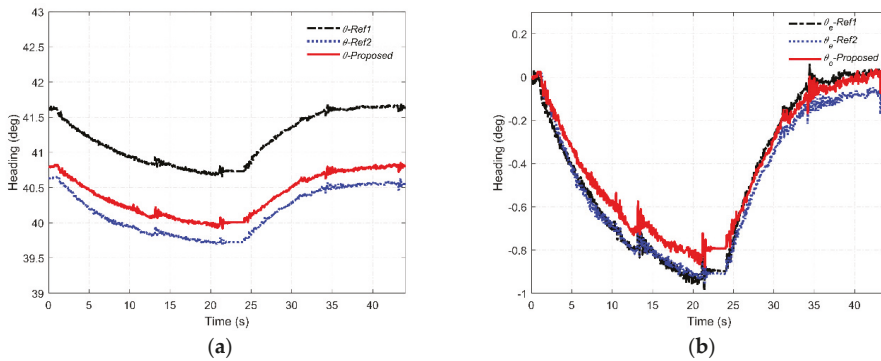 43
42.5
42
41.5
41
40.5
40
39.5
39
Heading (deg)
0 5 10 15 20 25 30 35 40
Time (s)
θ-Ref1
θ-Ref2
θ-Proposed
(a)
0.2
0
-0.2
-0.4
-0.6
-0.8
-1
Heading (deg)
0 5 10 15 20 25 30 35 40
Time (s)
θe-Ref1
θe-Ref2
θe-Proposed
(b)